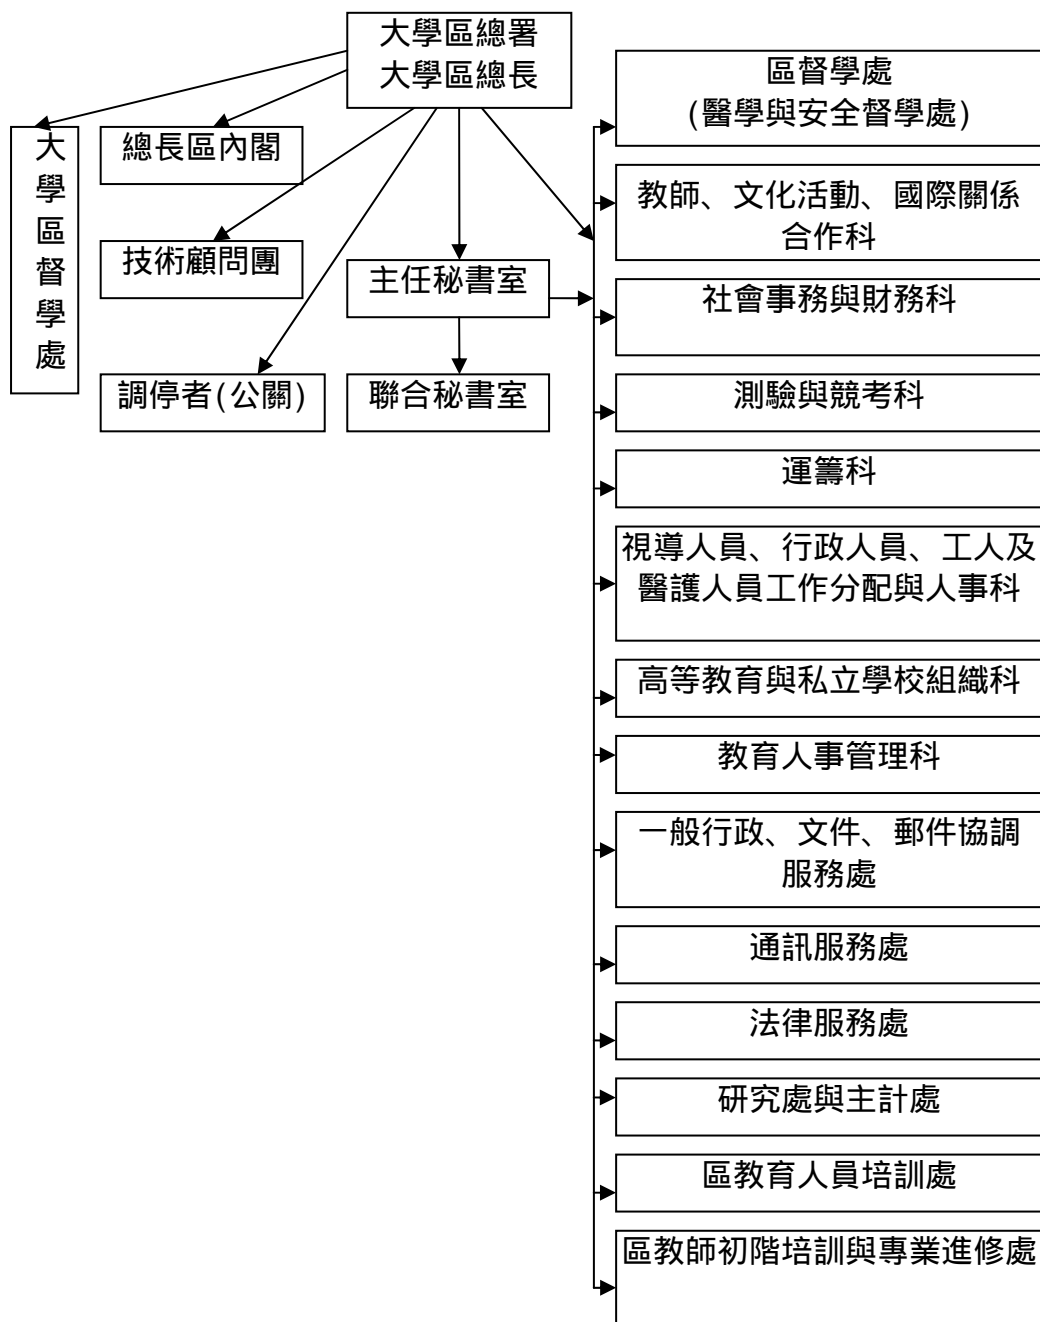 大學區總署
大學區總長
大學區督學處
總長區內閣
技術顧問團
調停者(公關)
主任秘書室
聯合秘書室
區督學處
(醫學與安全督學處)
教師、文化活動、國際關係
合作科
社會事務與財務科
測驗與競考科
運籌科
視導人員、行政人員、工人及
醫護人員工作分配與人事科
高等教育與私立學校組織科
教育人事管理科
一般行政、文件、郵件協調
服務處
通訊服務處
法律服務處
研究處與主計處
區教育人員培訓處
區教師初階培訓與專業進修處